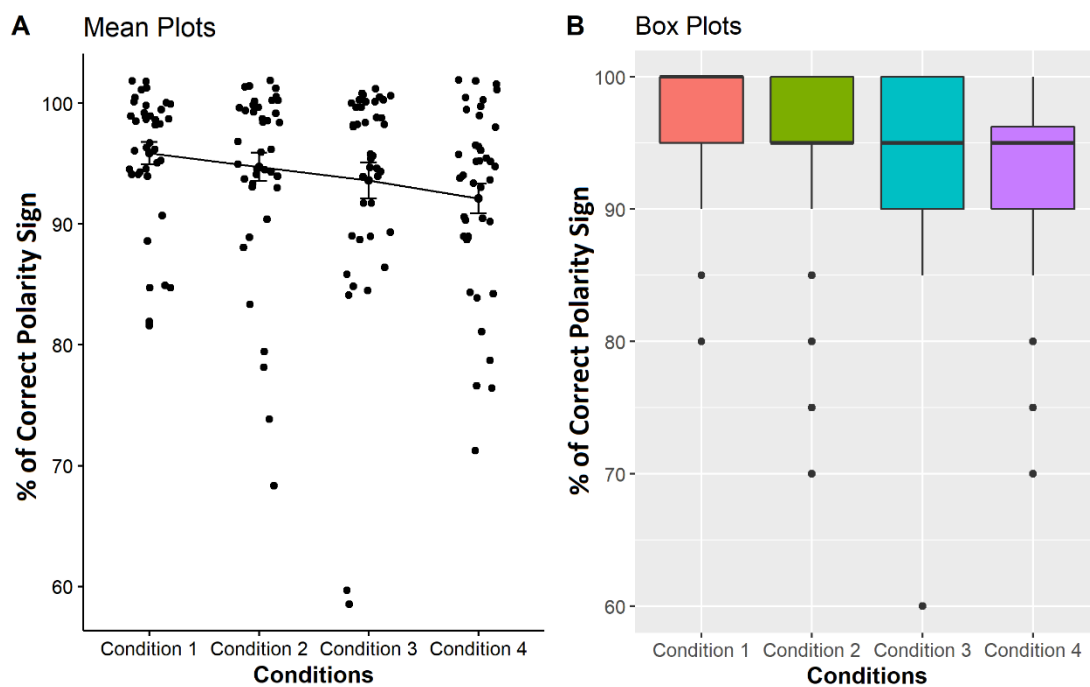 A Mean Plots
% of Correct Polarity Sign
100
90
80
70
60
Condition 1 Condition 2 Condition 3 Condition 4
Conditions
B Box Plots
% of Correct Polarity Sign
100
90
80
70
60
Condition 1 Condition 2 Condition 3 Condition 4
Conditions